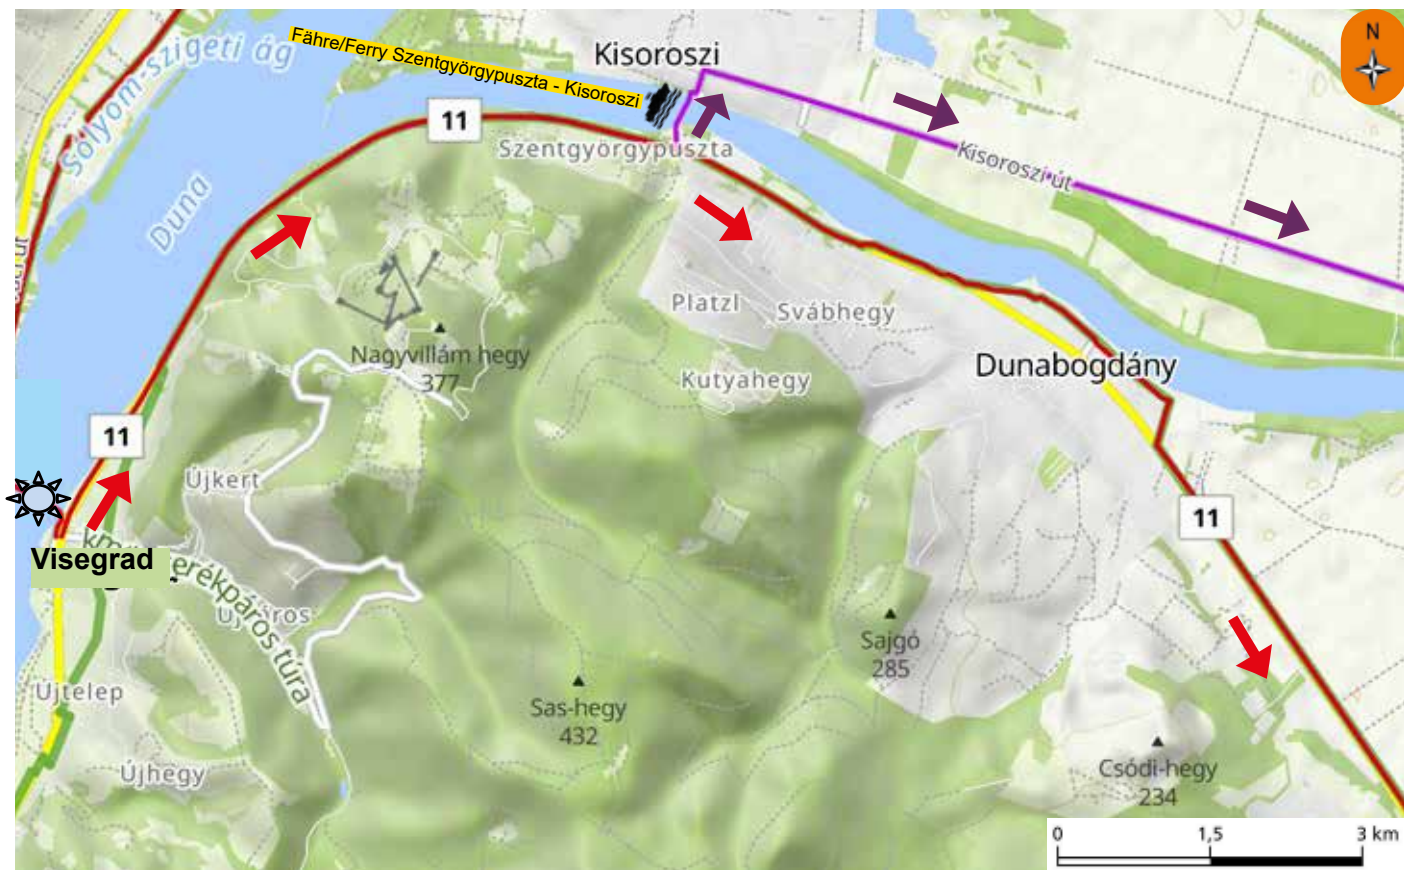 Fähre/Ferry Szentgyörgypuszta - Kisoroszi
Kisoroszi
N
Sólyom-szigeti ág
11
Szentgyörgypuszta
Kisoroszi út
Duna
Platzl
Svábhegy
Nagyvillám hegy
377
Kutyahegy
Dunabogdány
11
Újkert
11
Visegrad
erékpáros túra
Sajgó
285
Újtelep
Sas-hegy
432
Újhegy
Csódi-hegy
234
0 1,5 3 km